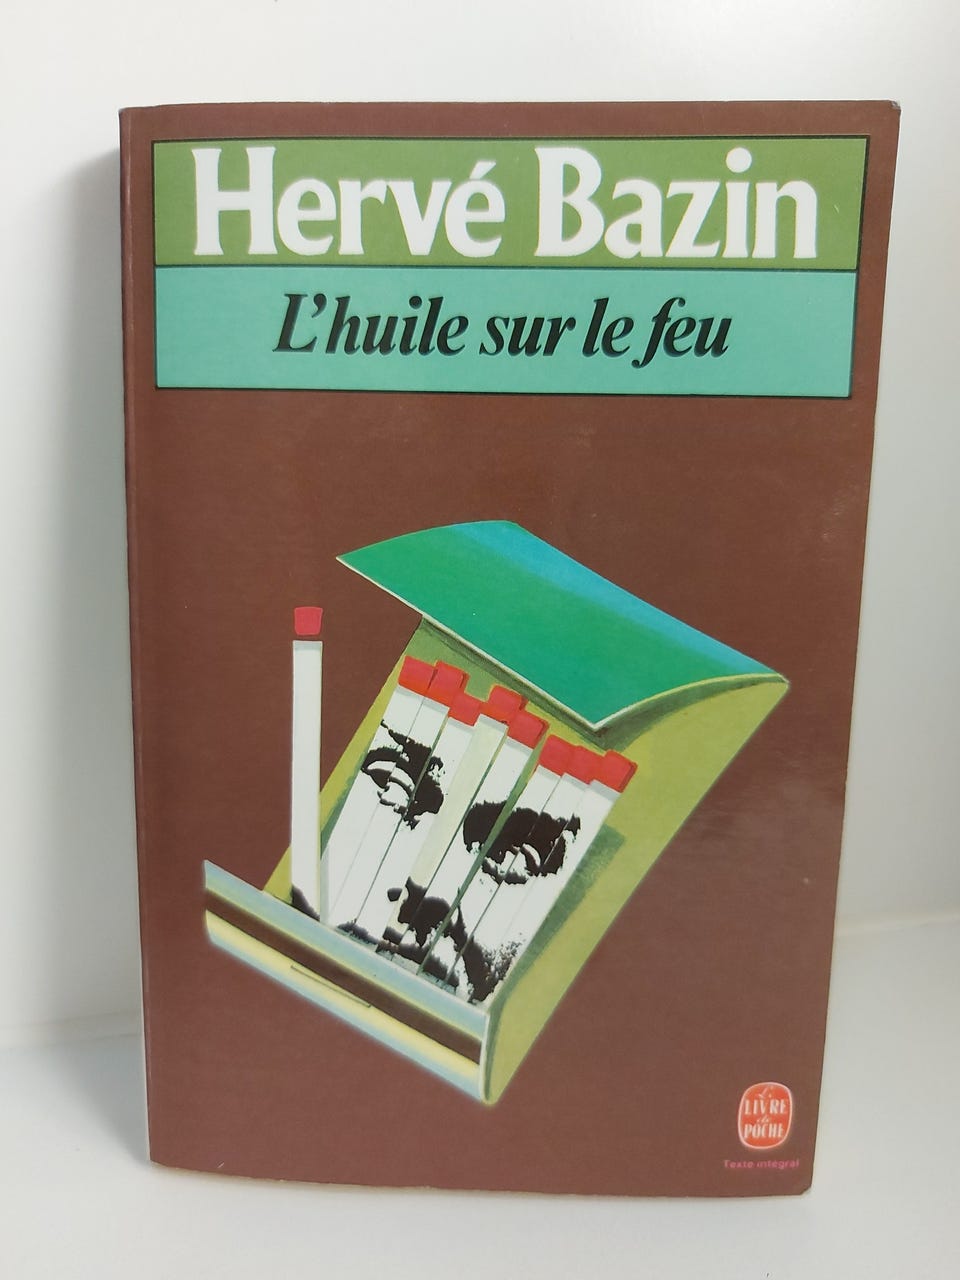 Hervé Bazin
L'huile sur le feu
Le
LIVRE
de
POCHE
Texte intégral